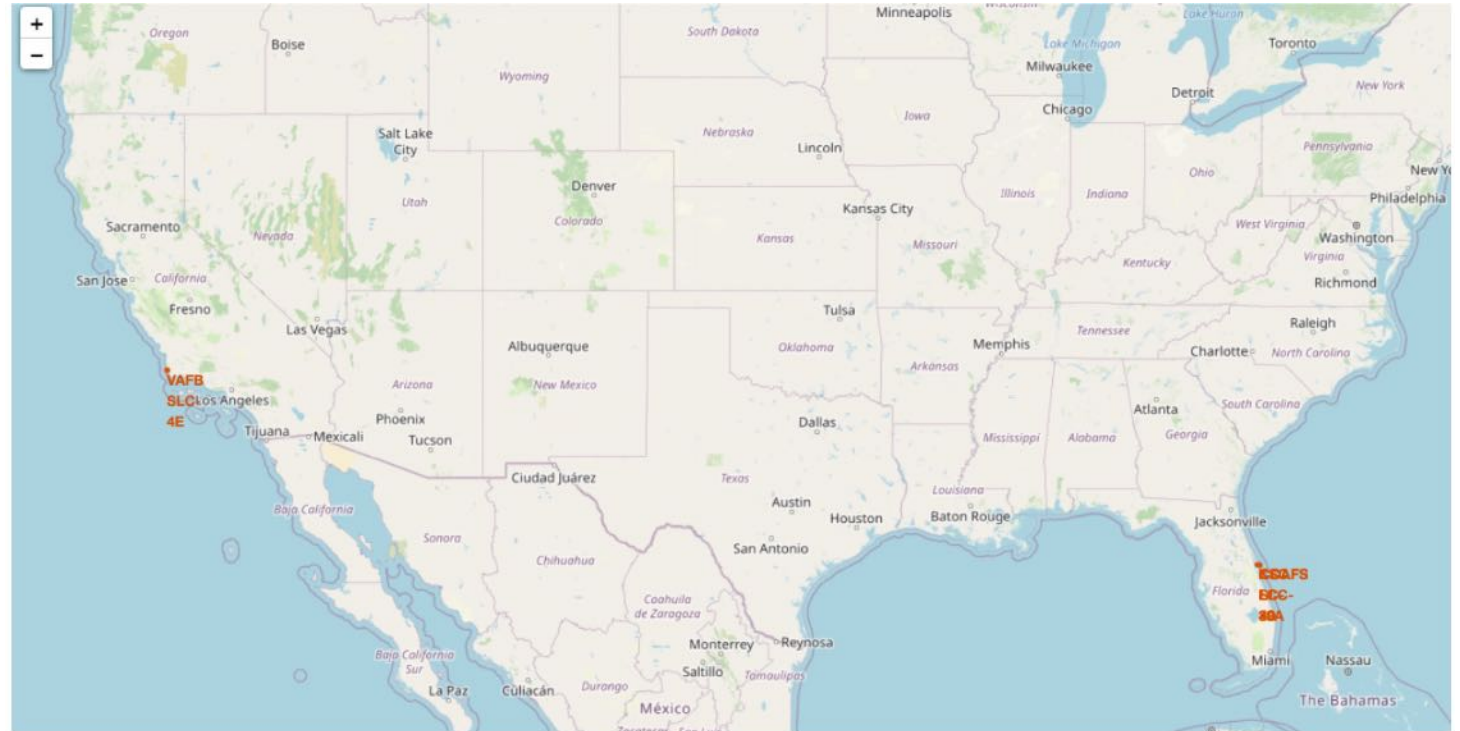 +
−
Oregon
Boise
South Dakota
Minneapolis
Wisconsin
Lake Huron
Lake Michigan
Toronto
Wyoming
Milwaukee
New York
Detroit
Chicago
Iowa
Nebraska
Salt Lake
City
Lincoln
Pennsylvania
New Yo
Ohio
Denver
Illinois
Indiana
Philadelphia
Utah
Colorado
Kansas City
Sacramento
Nevada
Kansas
Missouri
West Virginia
Washington
Virginia
Kentucky
San Jose
California
Richmond
Fresno
Tulsa
Las Vegas
Raleigh
Tennessee
Albuquerque
Oklahoma
Memphis
Charlotte
North Carolina
Arkansas
VAFB
SLC-
4E
Los Angeles
Arizona
New Mexico
Phoenix
Tucson
Dallas
Atlanta
South Carolina
Tijuana
Mexicali
Mississippi
Alabama
Georgia
Ciudad Juárez
Texas
Louisiana
Austin
Baja California
Houston
Baton Rouge
Jacksonville
Sonora
San Antonio
Chihuahua
Florida
Coahuila
de Zaragoza
Monterrey
Reynosa
Baja California
Sur
Saltillo
Tamaulipas
Miami
Nassau
La Paz
Culiacán
Durango
México
The Bahamas